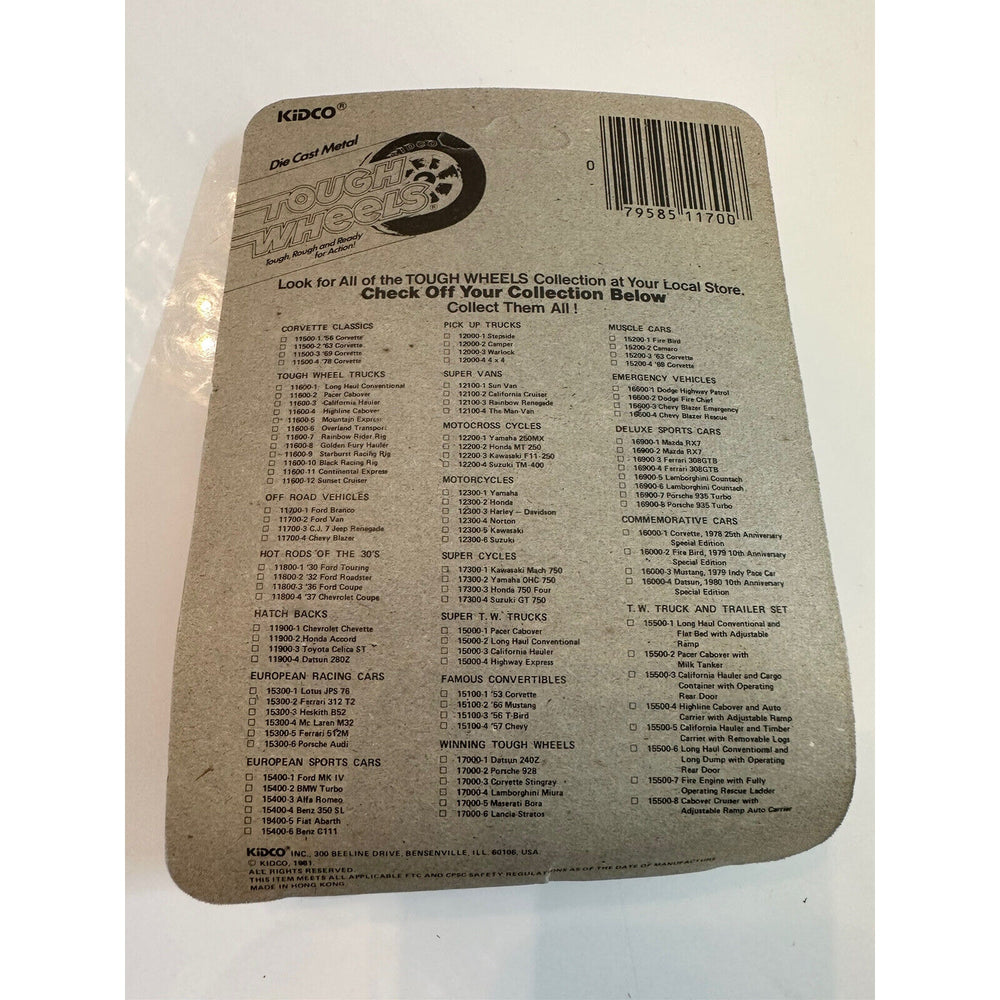 KiDCO®
Die Cast Metal
KIDCO
TOUGH
WHEELS®
Tough, Rough and Ready
for Action!
0
79585 11700
Look for All of the TOUGH WHEELS Collection at Your Local Store.
Check Off Your Collection Below
Collect Them All !
CORVETTE CLASSICS
11500-1 '56 Corvette
11500-2 '63 Corvette
11500-3 '69 Corvette
11500-4 '78 Corvette
TOUGH WHEEL TRUCKS
11600-1 Long Haul Conventional
11600-2 Pacer Cabover
11600-3 California Hauler
11600-4 Highline Cabover
11600-5 Mountain Express
11600-6 Overland Transport
11600-7 Rainbow Rider Rig
11600-8 Golden Fury Hauler
11600-9 Starburst Racing Rig
11600-10 Black Racing Rig
11600-11 Continental Express
11600-12 Sunset Cruiser
OFF ROAD VEHICLES
11700-1 Ford Branco
11700-2 Ford Van
11700-3 C.J. 7 Jeep Renegade
11700-4 Chevy Blazer
HOT RODS OF THE 30'S
11800-1 '30 Ford Touring
11800-2 '32 Ford Roadster
11800-3 '36 Ford Coupe
11800-4 '37 Chevrolet Coupe
HATCH BACKS
11900-1 Chevrolet Chevette
11900-2 Honda Accord
11900-3 Toyota Celica ST
11900-4 Datsun 280Z
EUROPEAN RACING CARS
15300-1 Lotus JPS 76
15300-2 Ferrari 312 T2
15300-3 Heskith B52
15300-4 Mc Laren M32
15300-5 Ferrari 512M
15300-6 Porsche Audi
EUROPEAN SPORTS CARS
15400-1 Ford MK IV
15400-2 BMW Turbo
15400-3 Alfa Romeo
15400-4 Benz 350 SL
18400-5 Fiat Abarth
15400-6 Benz C111
PICK UP TRUCKS
12000-1 Stepside
12000-2 Camper
12000-3 Warlock
12000-4 4 x 4
SUPER VANS
12100-1 Sun Van
12100-2 California Cruiser
12100-3 Rainbow Renegade
12100-4 The Man Van
MOTOCROSS CYCLES
12200-1 Yamaha 250MX
12200-2 Honda MT 250
12200-3 Kawasaki F11-250
12200-4 Suzuki TM-400
MOTORCYCLES
12300-1 Yamaha
12300-2 Honda
12300-3 Harley – Davidson
12300-4 Norton
12300-5 Kawasaki
12300-6 Suzuki
SUPER CYCLES
17300-1 Kawasaki Mach 750
17300-2 Yamaha OHC 750
17300-3 Honda 750 Four
17300-4 Suzuki GT 750
SUPER T.W. TRUCKS
15000-1 Pacer Cabover
15000-2 Long Haul Conventional
15000-3 California Hauler
15000-4 Highway Express
FAMOUS CONVERTIBLES
15100-1 '53 Corvette
15100-2 '66 Mustang
15100-3 '56 T-Bird
15100-4 '57 Chevy
WINNING TOUGH WHEELS
17000-1 Datsun 240Z
17000-2 Porsche 928
17000-3 Corvette Stingray
17000-4 Lamborghini Miura
17000-5 Maserati Bora
17000-6 Lancia Stratos
MUSCLE CARS
15200-1 Fire Bird
15200-2 Camaro
15200-3 '63 Corvette
15200-4 '69 Corvette
EMERGENCY VEHICLES
16600-1 Dodge Highway Patrol
16600-2 Dodge Fire Chief
16600-3 Chevy Blazer Emergency
16600-4 Chevy Blazer Rescue
DELUXE SPORTS CARS
16900-1 Mazda RX7
16900-2 Mazda RX7
16900-3 Ferrari 308GTB
16900-4 Ferrari 308GTB
16900-5 Lamborghini Countach
16900-6 Lamborghini Countach
16900-7 Porsche 935 Turbo
16900-8 Porsche 935 Turbo
COMMEMORATIVE CARS
16000-1 Corvette, 1978 25th Anniversary
Special Edition
16000-2 Fire Bird, 1979 10th Anniversary
Special Edition
16000-3 Mustang, 1979 Indy Pace Car
16000-4 Datsun, 1980 10th Anniversary
Special Edition
T.W. TRUCK AND TRAILER SET
15500-1 Long Haul Conventional and
Flat Bed with Adjustable
Ramp
15500-2 Pacer Cabover with
Milk Tanker
15500-3 California Hauler and Cargo
Container with Operating
Rear Door
15500-4 Highline Cabover and Auto
Carrier with Adjustable Ramp
15500-5 California Hauler and Timber
Carrier with Removable Logs
15500-6 Long Haul Conventional and
Long Dump with Operating
Rear Door
15500-7 Fire Engine with Fully
Operating Rescue Ladder
15500-8 Cabover Cruiser with
Adjustable Ramp Auto Carrier
KiDCO® INC., 300 BEELINE DRIVE, BENSENVILLE, ILL. 60106, USA.
© KIDCO, 1981
ALL RIGHTS RESERVED.
THIS ITEM MEETS ALL APPLICABLE FTC AND CPSC SAFETY REGULATIONS AS OF THE DATE OF MANUFACTURE
MADE IN HONG KONG